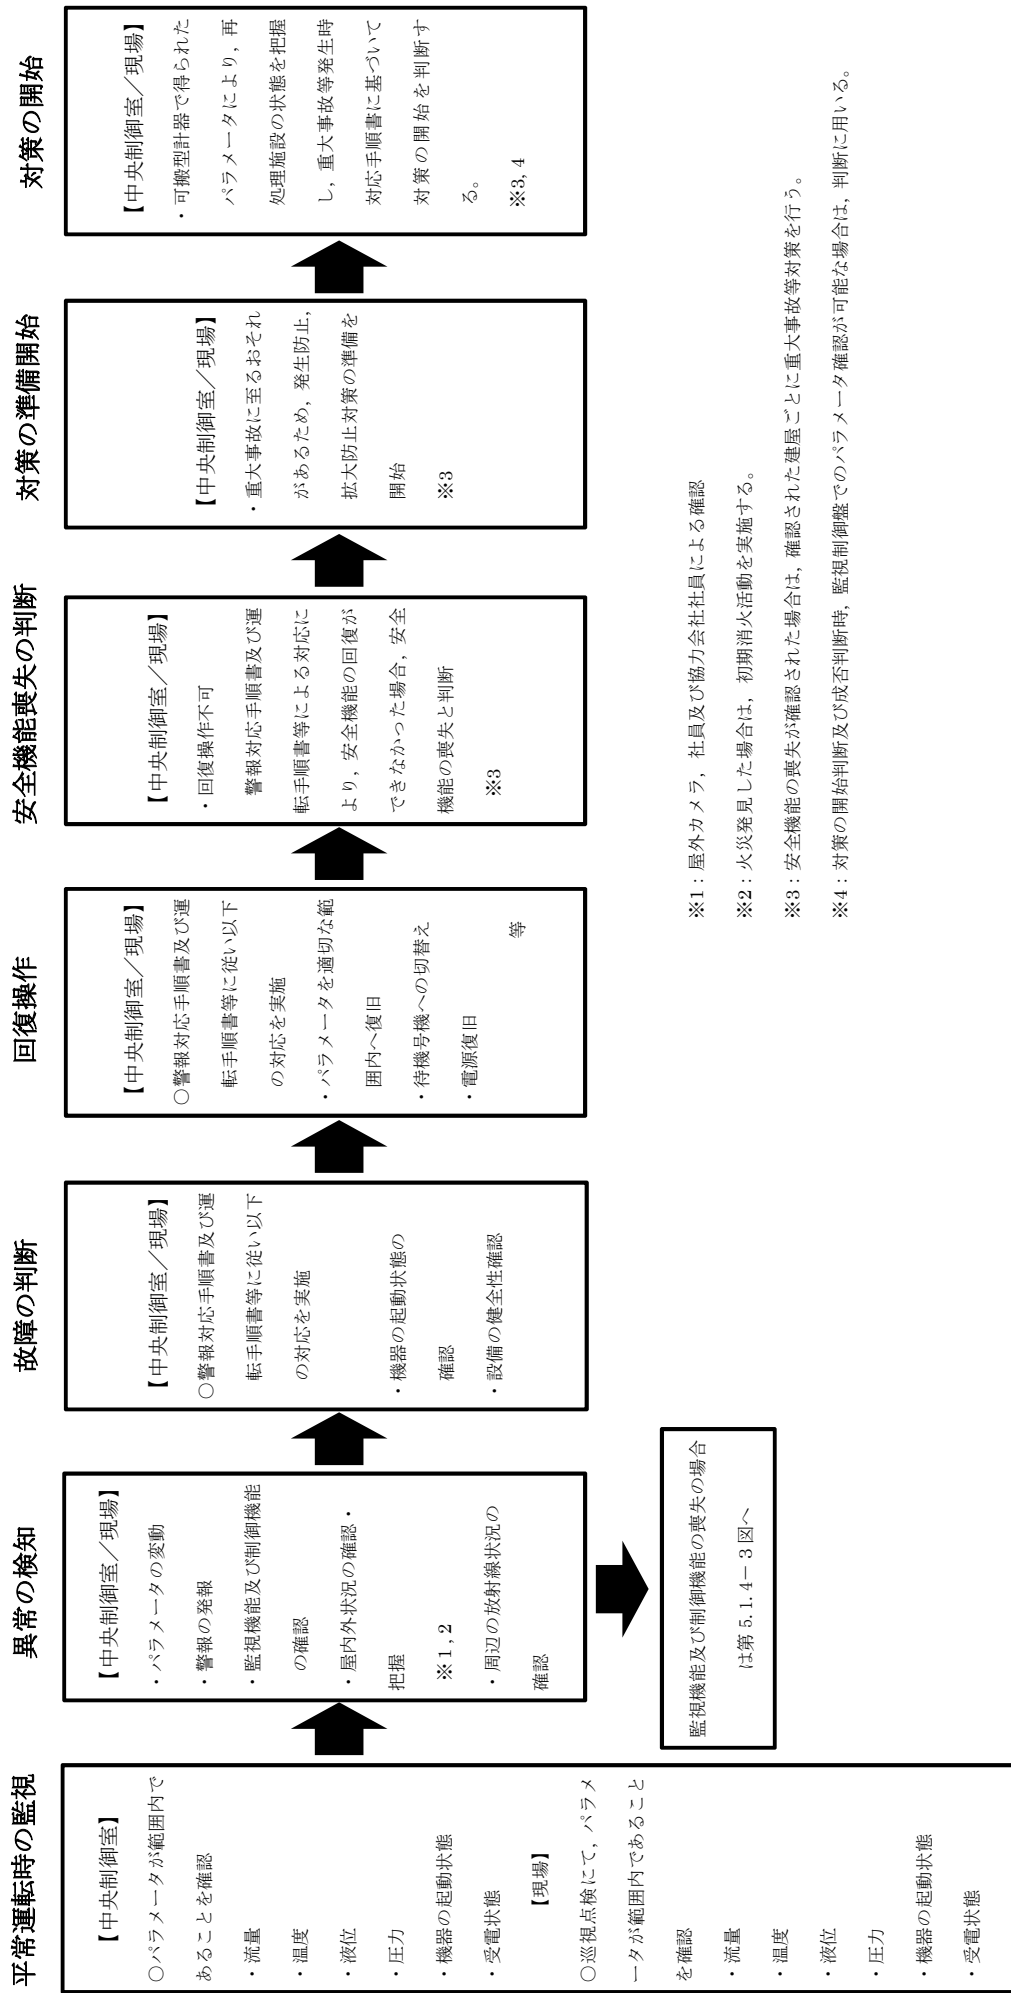 平常運転時の監視
【中央制御室】
○パラメータが範囲内で
あることを確認
・流量
・温度
・液位
・圧力
・機器の起動状態
・受電状態
【現場】
○巡視点検にて，パラメ
ータが範囲内であること
を確認
・流量
・温度
・液位
・圧力
・機器の起動状態
・受電状態
異常の検知
【中央制御室／現場】
・パラメータの変動
・警報の発報
・監視機能及び制御機能
の確認
・屋内外状況の確認・
把握
※1,2
・周辺の放射線状況の
確認
監視機能及び制御機能の喪失の場合
は第 5.1.4－3 図へ
故障の判断
【中央制御室／現場】
○警報対応手順書及び運
転手順書等に従い以下
の対応を実施
・機器の起動状態の
確認
・設備の健全性確認
回復操作
【中央制御室／現場】
○警報対応手順書及び運
転手順書等に従い以下
の対応を実施
・パラメータを適切な範
囲内へ復旧
・待機号機への切替え
・電源復旧
等
安全機能喪失の判断
【中央制御室／現場】
・回復操作不可
警報対応手順書及び運
転手順書等による対応に
より，安全機能の回復が
できなかった場合，安全
機能の喪失と判断
※3
対策の準備開始
【中央制御室／現場】
・重大事故に至るおそれ
があるため，発生防止，
拡大防止対策の準備を
開始
※3
対策の開始
【中央制御室／現場】
・可搬型計器で得られた
パラメータにより，再
処理施設の状態を把握
し，重大事故等発生時
対応手順書に基づいて
対策の開始を判断す
る。
※3,4
※1：屋外カメラ，社員及び協力会社社員による確認
※2：火災発見した場合は，初期消火活動を実施する。
※3：安全機能の喪失が確認された場合は，確認された建屋ごとに重大事故等対策を行う。
※4：対策の開始判断及び成否判断時，監視制御盤でのパラメータ確認が可能な場合は，判断に用いる。